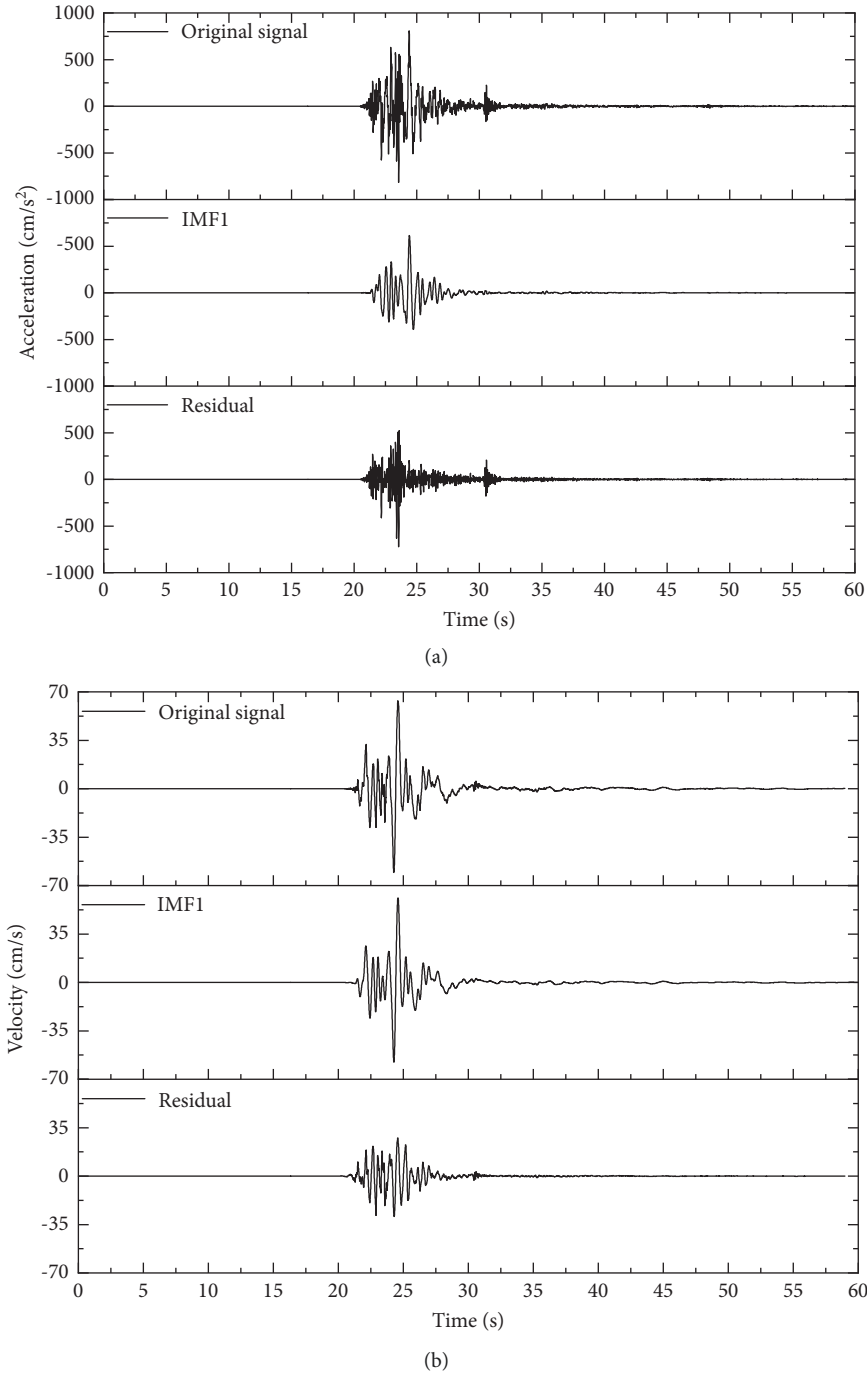 1000
Original signal
500
0
-500
-1000
IMF1
-500
0
-500
-1000
Residual
500
0
-500
-1000
Acceleration (cm/s²)
0 5 10 15 20 25 30 35 40 45 50 55 60
Time (s)
(a)
70
Original signal
35
0
-35
-70
IMF1
35
0
-35
-70
Residual
35
0
-35
-70
Velocity (cm/s)
0 5 10 15 20 25 30 35 40 45 50 55 60
Time (s)
(b)